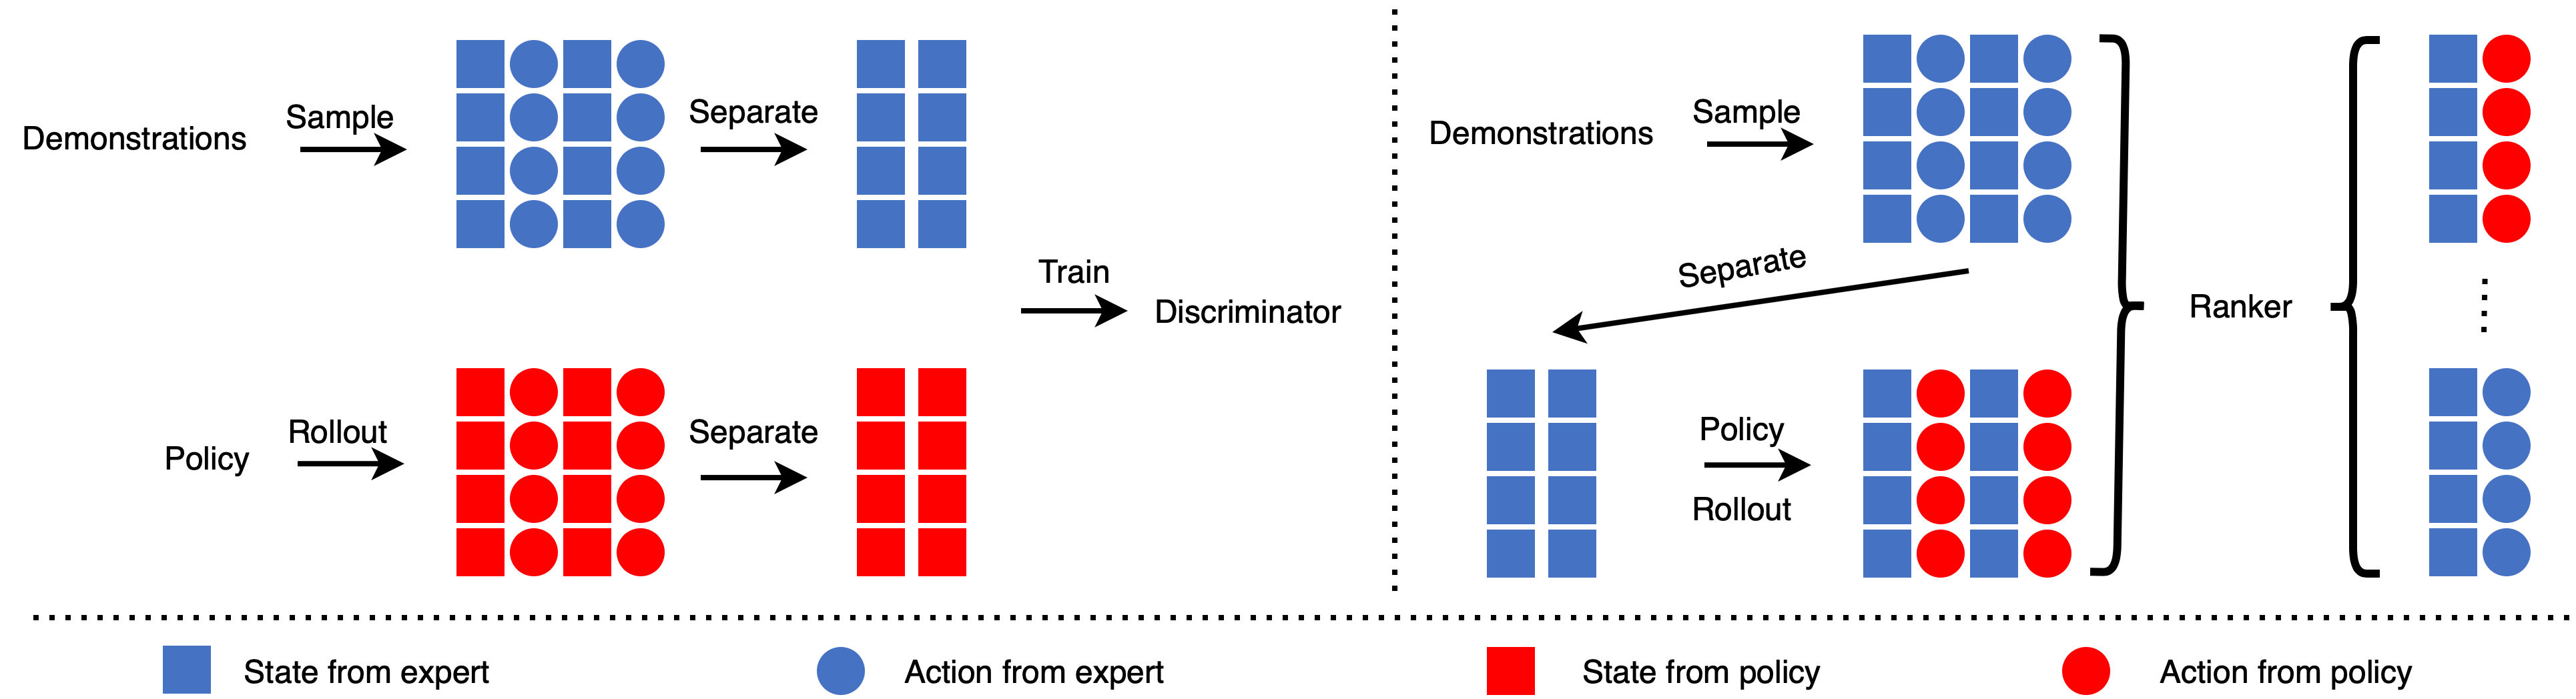 Demonstrations
Sample
Separate
Train
Discriminator
Policy
Rollout
Separate
Demonstrations
Sample
Separate
Policy
Rollout
Ranker
State from expert
Action from expert
State from policy
Action from policy